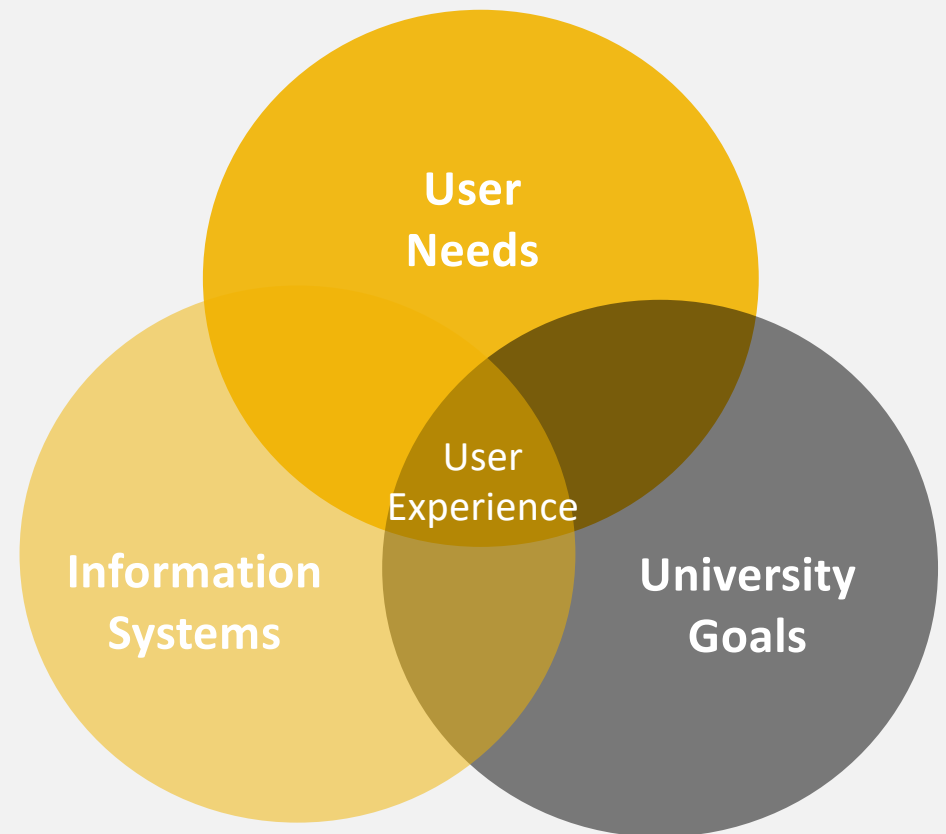 User
Needs
User
Experience
Information
Systems
University
Goals